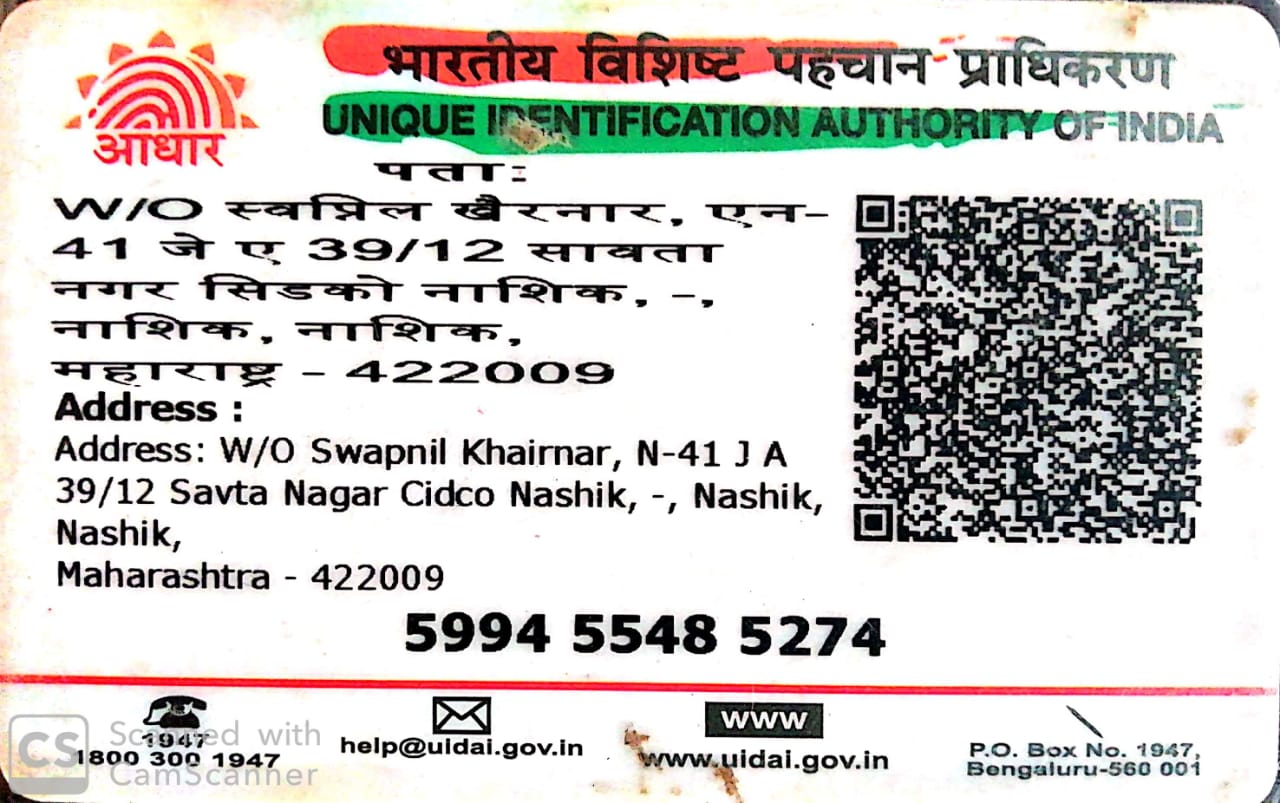 आधार
भारतीय विशिष्ट पहचान प्राधिकरण
UNIQUE IDENTIFICATION AUTHORITY OF INDIA
पता:
W/O स्वप्निल खैरनार, एन-
41 जे ए 39/12 सावता
नगर सिडको नाशिक, -,
नाशिक, नाशिक,
महाराष्ट्र - 422009
Address :
Address: W/O Swapnil Khairnar, N-41 J A
39/12 Savta Nagar Cidco Nashik, -, Nashik,
Nashik,
Maharashtra - 422009
5994 5548 5274
1947
1800 300 1947
help@uidai.gov.in
www
www.uidai.gov.in
P.O. Box No. 1947,
Bengaluru-560 001
CS
Scanned with
CamScanner